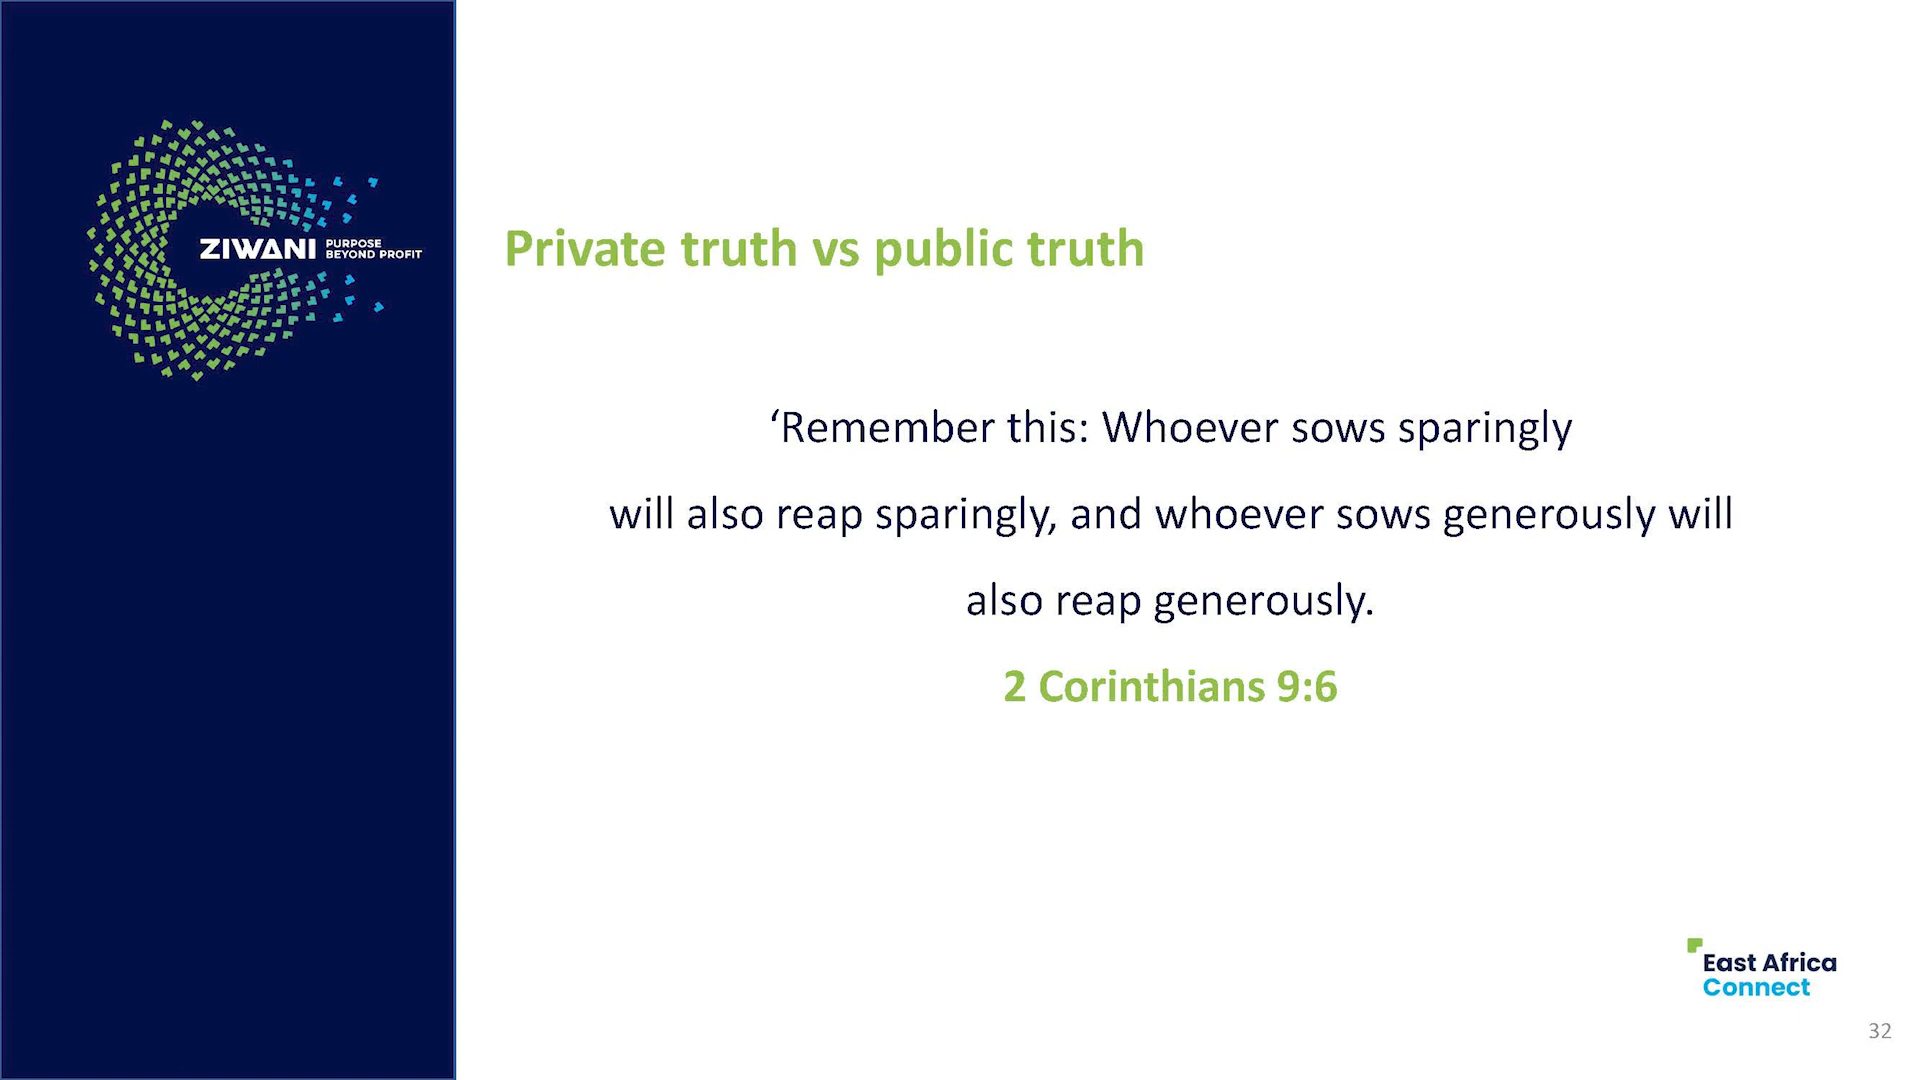 ZIWANI PURPOSE
BEYOND PROFIT
Private truth vs public truth
‘Remember this: Whoever sows sparingly
will also reap sparingly, and whoever sows generously will
also reap generously.
2 Corinthians 9:6
East Africa
Connect
32